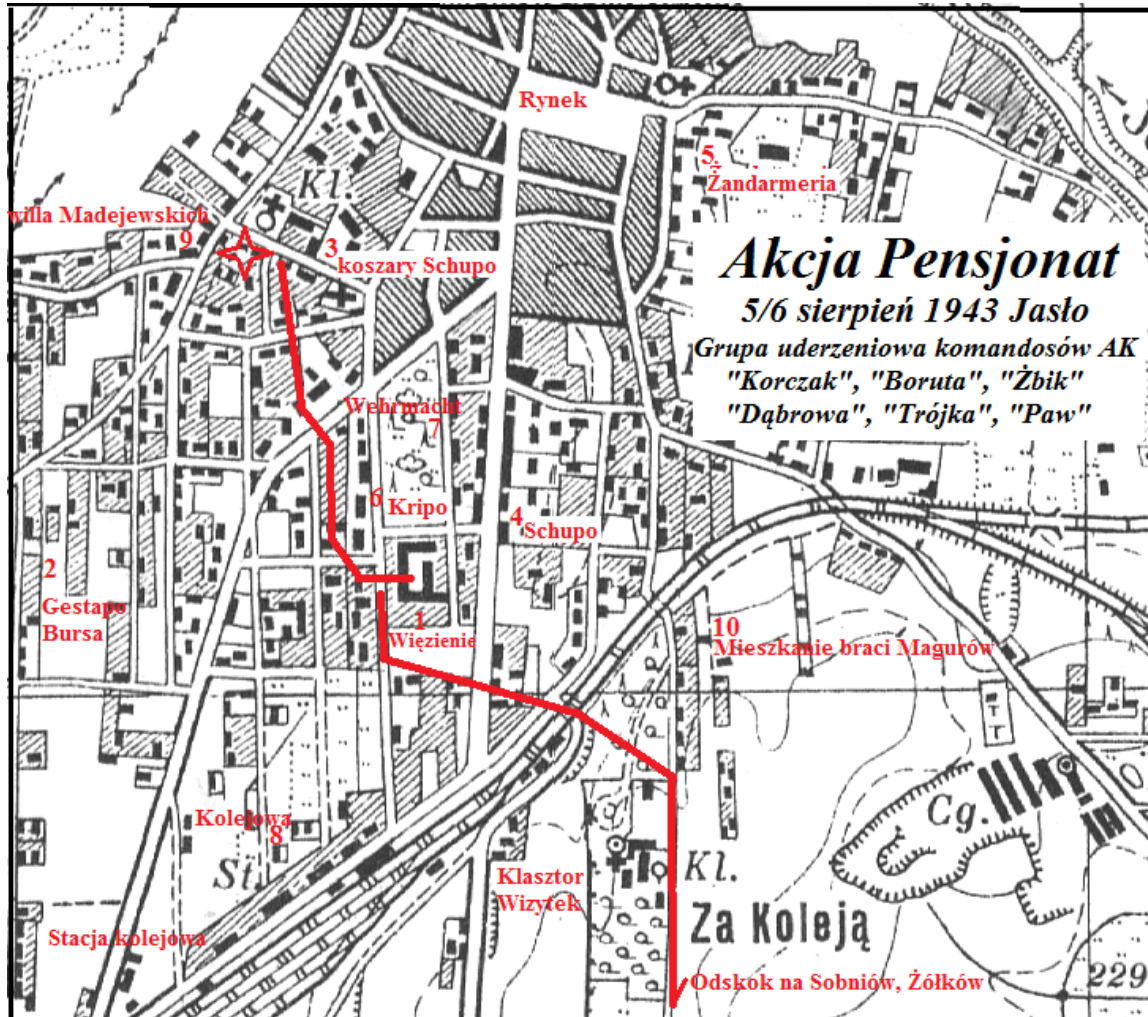 Rynek
5
Żandarmeria
Kl.
willa Madejewskich
9
3
koszary Schupo
Akcja Pensjonat
5/6 sierpień 1943 Jasło
Grupa uderzeniowa komandosów AK
"Korczak", "Boruta", "Żbik"
"Dąbrowa", "Trójka", "Paw"
Wehrmacht
7
6 Kripo
4
Schupo
2
Gestapo
Bursa
1
Więzienie
10
Mieszkanie braci Magurów
Kolejowa
8
St.
Cg.
Klasztor
Wizytek
Kl.
Za Koleją
Stacja kolejowa
Odskok na Sobniów, Żółków
229